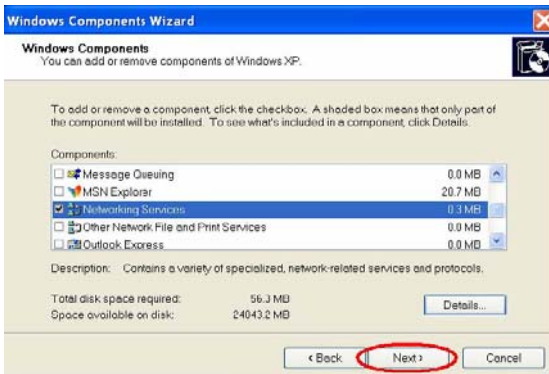 Windows Components Wizard
Windows Components
You can add or remove components of Windows XP.
To add or remove a component, click the checkbox. A shaded box means that only part of
the component will be installed. To see what's included in a component, click Details.
Components:
Message Queuing 0.0 MB
MSN Explorer 20.7 MB
Networking Services 0.3 MB
Other Network File and Print Services 0.0 MB
Outlook Express 0.0 MB
Description: Contains a variety of specialized, network-related services and protocols.
Total disk space required: 56.3 MB
Space available on disk: 24043.2 MB
Details...
< Back Next > Cancel